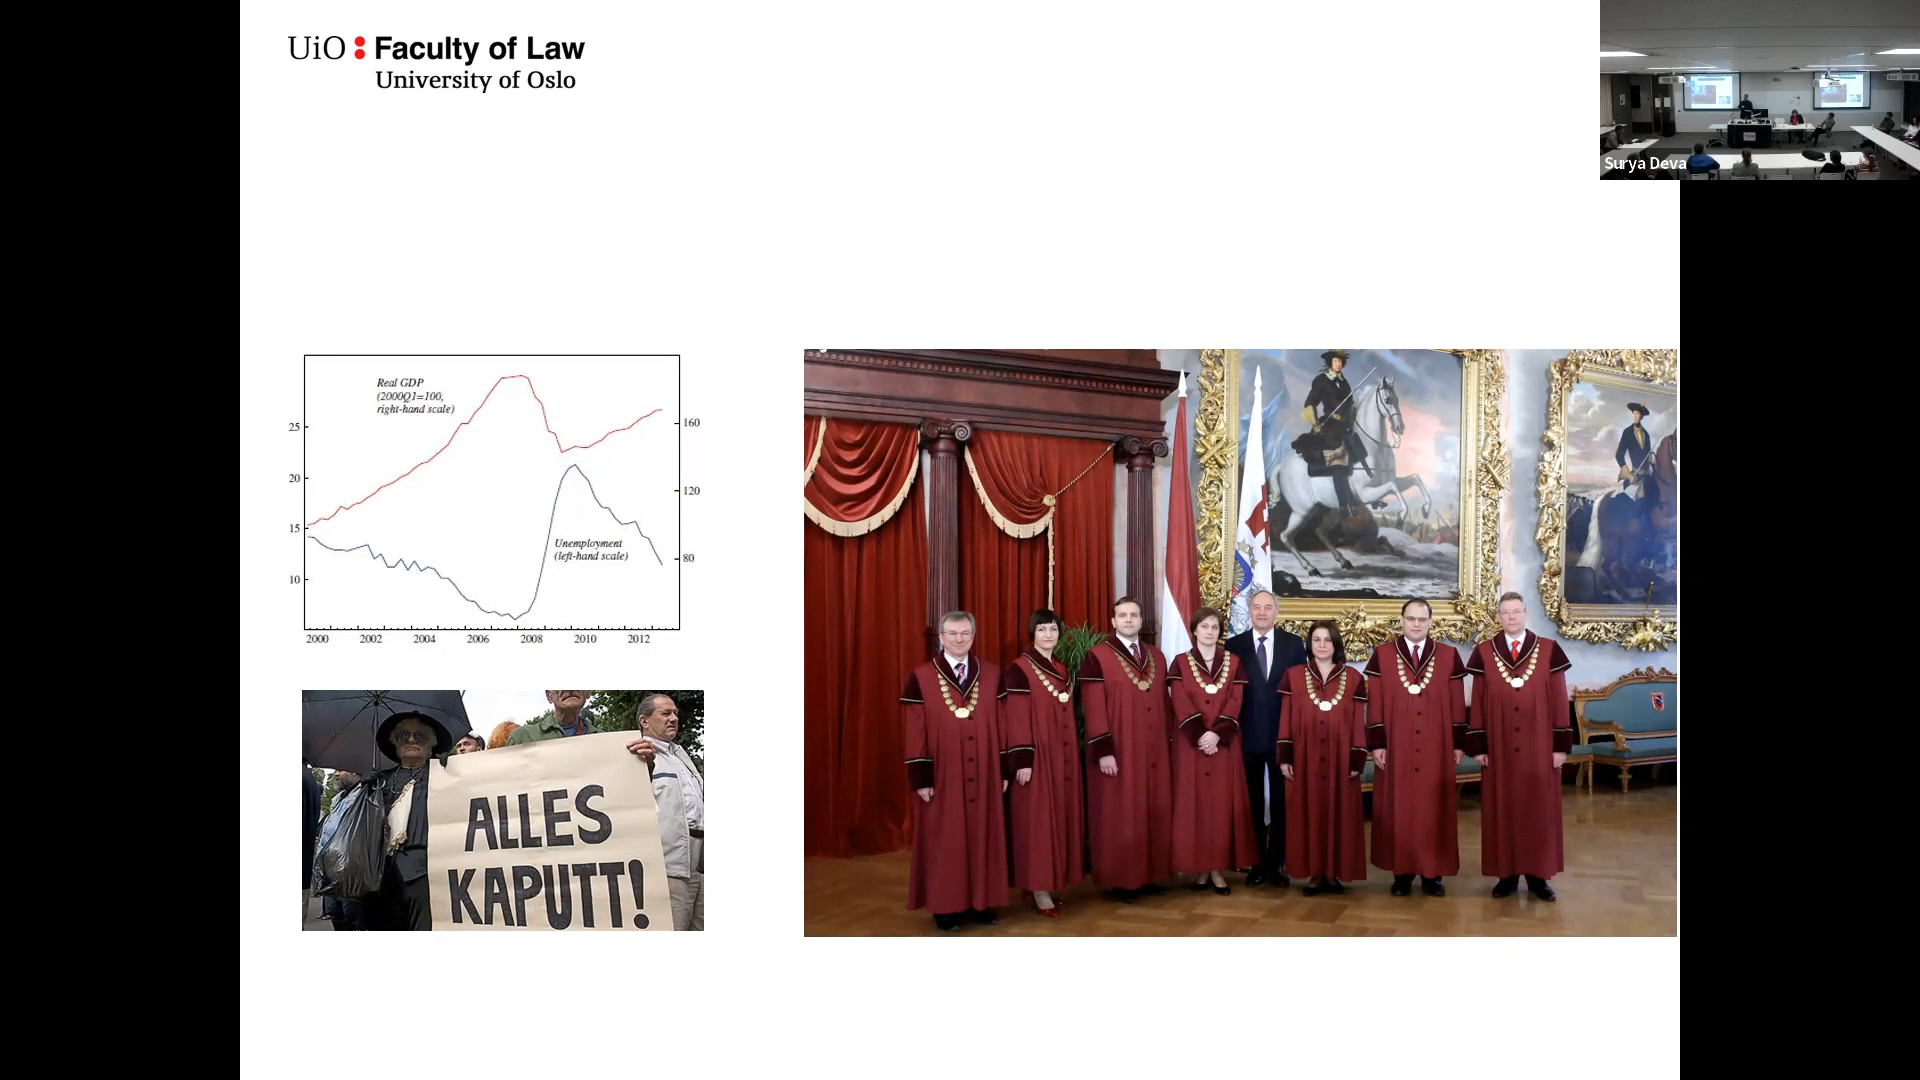 UiO : Faculty of Law
University of Oslo
Surya Deva
Real GDP
(2000Q1=100,
right-hand scale)
25
20
15
10
160
120
80
Unemployment
(left-hand scale)
2000 2002 2004 2006 2008 2010 2012
ALLES
KAPUTT!